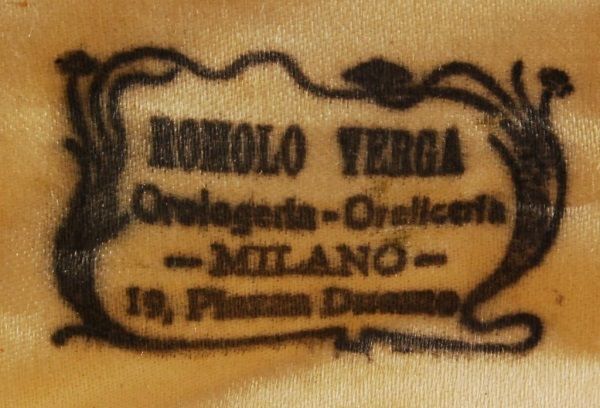 ROMOLO VERGA
Orologeria - Oreficeria
- MILANO -
19, Piazza Duomo